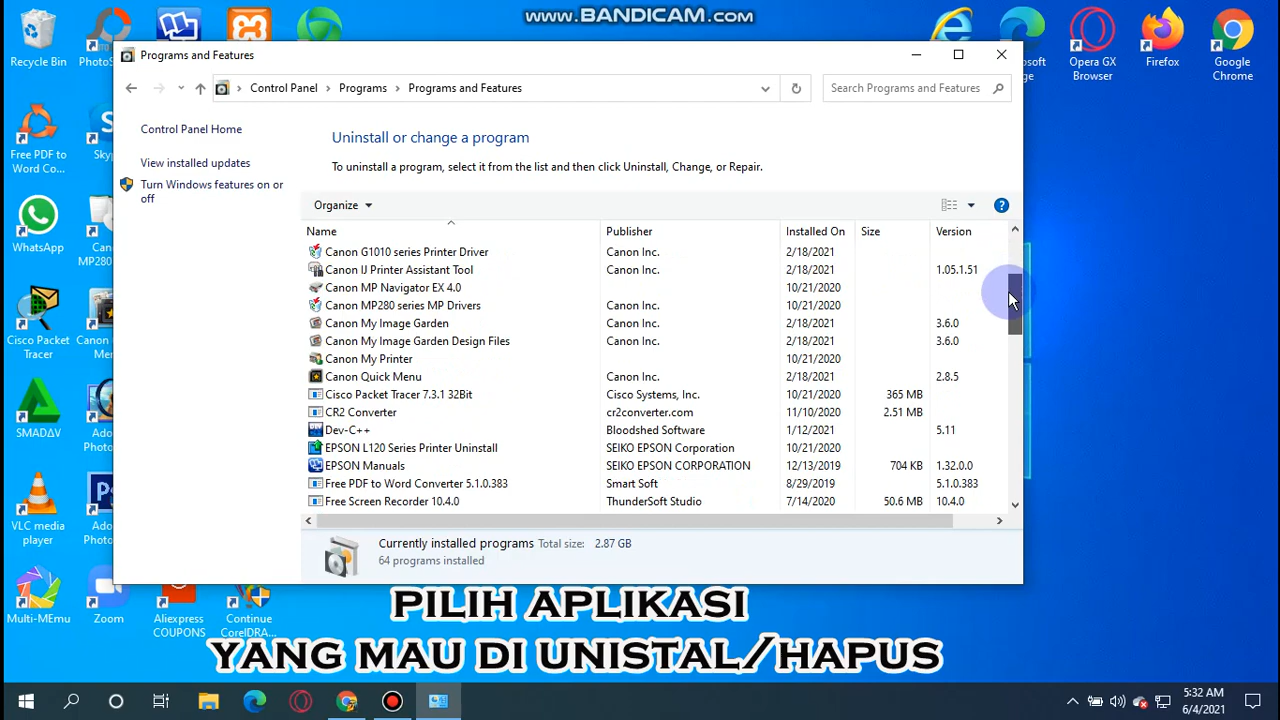 www.BANDICAM.com
Recycle Bin
PhotoS
Opera GX
Browser
Firefox
Google
Chrome
Programs and Features
Control Panel > Programs > Programs and Features
Search Programs and Features
Control Panel Home
View installed updates
Turn Windows features on or
off
Uninstall or change a program
To uninstall a program, select it from the list and then click Uninstall, Change, or Repair.
Organize
Name Publisher Installed On Size Version
Canon G1010 series Printer Driver Canon Inc. 2/18/2021
Canon IJ Printer Assistant Tool Canon Inc. 2/18/2021 1.05.1.51
Canon MP Navigator EX 4.0 10/21/2020
Canon MP280 series MP Drivers Canon Inc. 10/21/2020
Canon My Image Garden Canon Inc. 2/18/2021 3.6.0
Canon My Image Garden Design Files Canon Inc. 2/18/2021 3.6.0
Canon My Printer 10/21/2020
Canon Quick Menu Canon Inc. 2/18/2021 2.8.5
Cisco Packet Tracer 7.3.1 32Bit Cisco Systems, Inc. 10/21/2020 365 MB
CR2 Converter cr2converter.com 11/10/2020 2.51 MB
Dev-C++ Bloodshed Software 1/12/2021 5.11
EPSON L120 Series Printer Uninstall SEIKO EPSON Corporation 10/21/2020
EPSON Manuals SEIKO EPSON CORPORATION 12/13/2019 704 KB 1.32.0.0
Free PDF to Word Converter 5.1.0.383 Smart Soft 8/29/2019 5.1.0.383
Free Screen Recorder 10.4.0 ThunderSoft Studio 7/14/2020 50.6 MB 10.4.0
Currently installed programs Total size: 2.87 GB
64 programs installed
Free PDF to
Word Co...
Skyp
WhatsApp
Can
MP280
Cisco Packet
Tracer
Canon
Me
SMADΔV
Ado
Photo
VLC media
player
Ado
Photo
Multi-MEmu
Zoom
Aliexpress
COUPONS
Continue
CorelDRA...
PILIH APLIKASI
YANG MAU DI UNISTAL/HAPUS
5:32 AM
6/4/2021